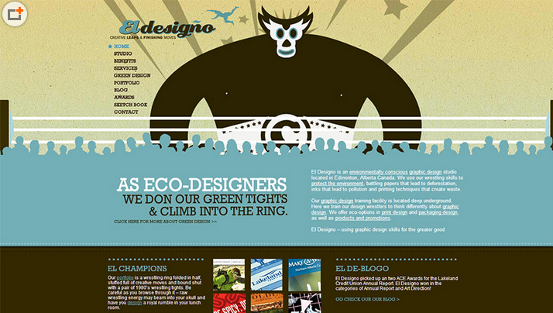 El designo
CREATIVE LEAPS & FINISHING MOVES
HOME
STUDIO
BENEFITS
SERVICES
GREEN DESIGN
PORTFOLIO
BLOG
AWARDS
SKETCH BOOK
CONTACT
AS ECO-DESIGNERS
WE DON OUR GREEN TIGHTS
& CLIMB INTO THE RING.
CLICK HERE FOR MORE ABOUT GREEN DESIGN >>
El Designo is an environmentally conscious graphic design studio
located in Edmonton, Alberta Canada. We use our wrestling skills to
protect the environment, battling papers that lead to deforestation,
inks that lead to pollution and printing techniques that create waste.
Our graphic design training facility is located deep underground.
Here we train our design wrestlers to think differently about graphic
design. We offer eco-options in print design and packaging design,
as well as products and promotions.
El Designo – using graphic design skills for the greater good
EL CHAMPIONS
Our portfolio is a wrestling ring folded in half,
stuffed full of creative moves and bound shut
with a pair of 1980's wrestling tights. Be
careful as you browse through it – raw
wrestling energy may beam into your skull and
have you doing a royal rumble in your lunch
room.
Lakeland
EL DE-BLOGO
El Designo picked up an two ACE Awards for the Lakeland
Credit Union Annual Report. El Designo won in the
categories of Annual Report and Art Direction!
GO CHECK OUR OUR BLOG >